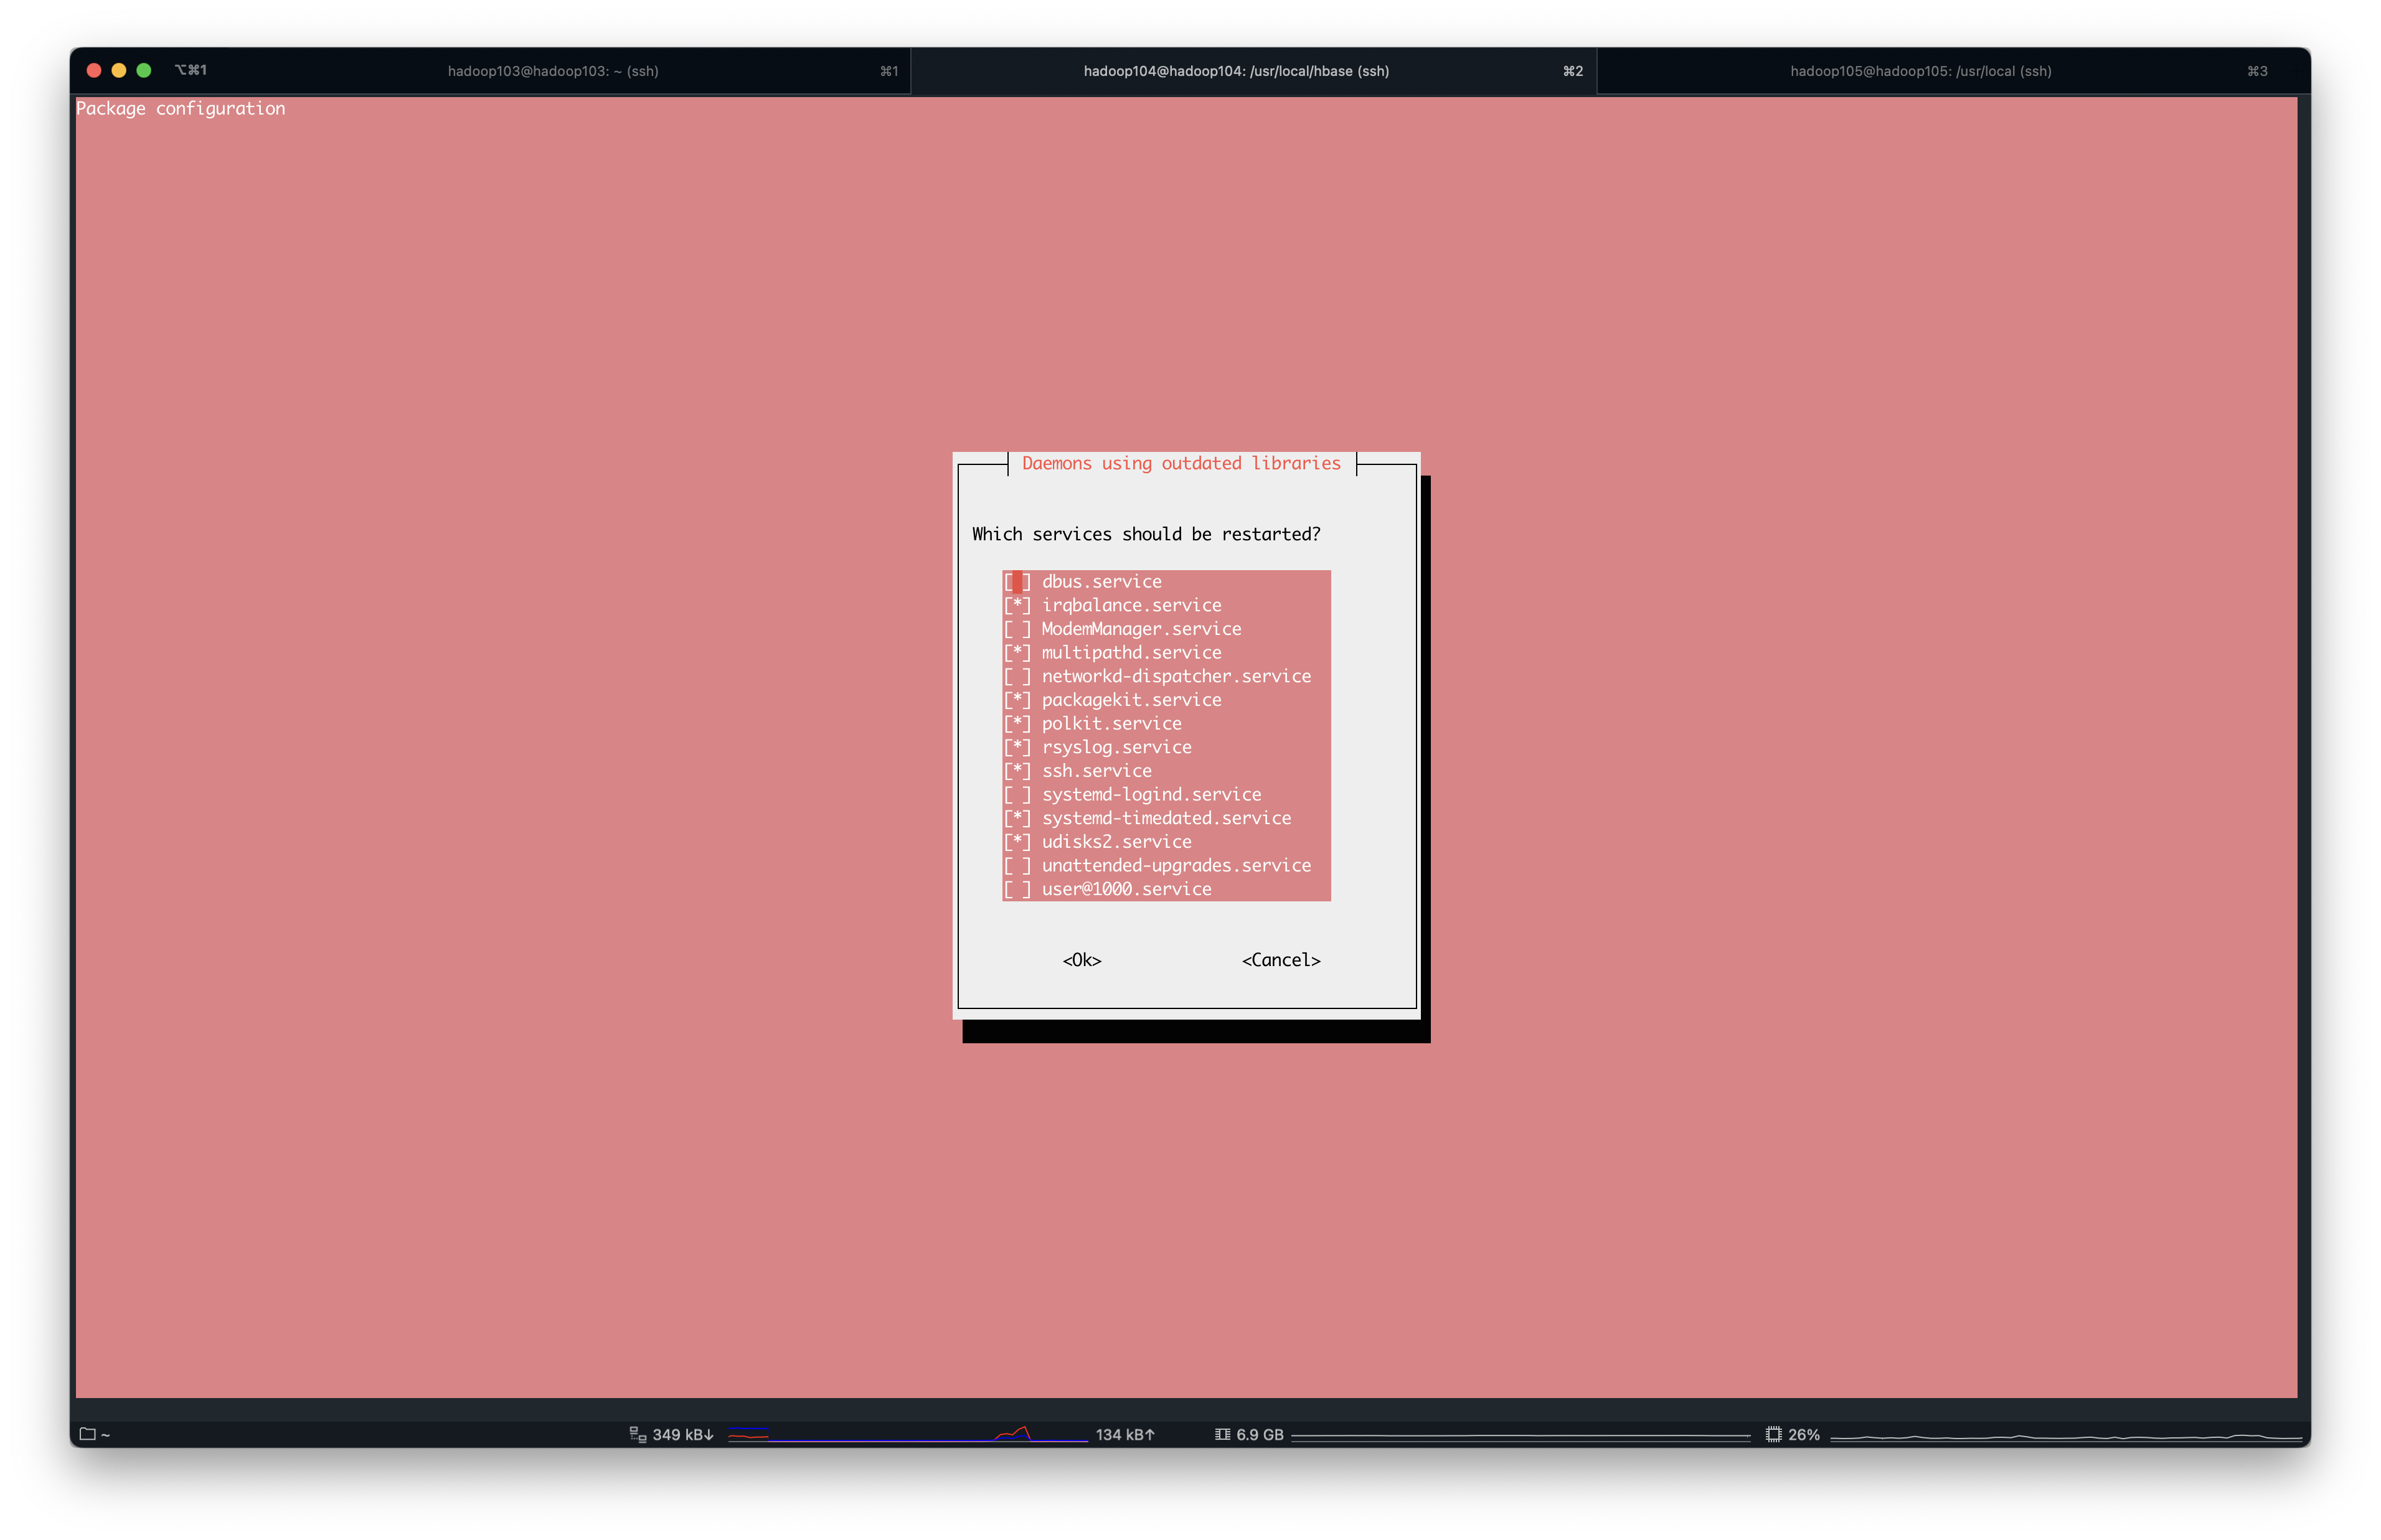 ⌥⌘1
hadoop103@hadoop103: ~ (ssh) ⌘1
hadoop104@hadoop104: /usr/local/hbase (ssh) ⌘2
hadoop105@hadoop105: /usr/local (ssh) ⌘3
Package configuration
Daemons using outdated libraries
Which services should be restarted?
[ ] dbus.service
[*] irqbalance.service
[ ] ModemManager.service
[*] multipathd.service
[ ] networkd-dispatcher.service
[*] packagekit.service
[*] polkit.service
[*] rsyslog.service
[*] ssh.service
[ ] systemd-logind.service
[*] systemd-timedated.service
[*] udisks2.service
[ ] unattended-upgrades.service
[ ] user@1000.service
<Ok> <Cancel>
~ 349 kB↓ 134 kB↑ 6.9 GB 26%